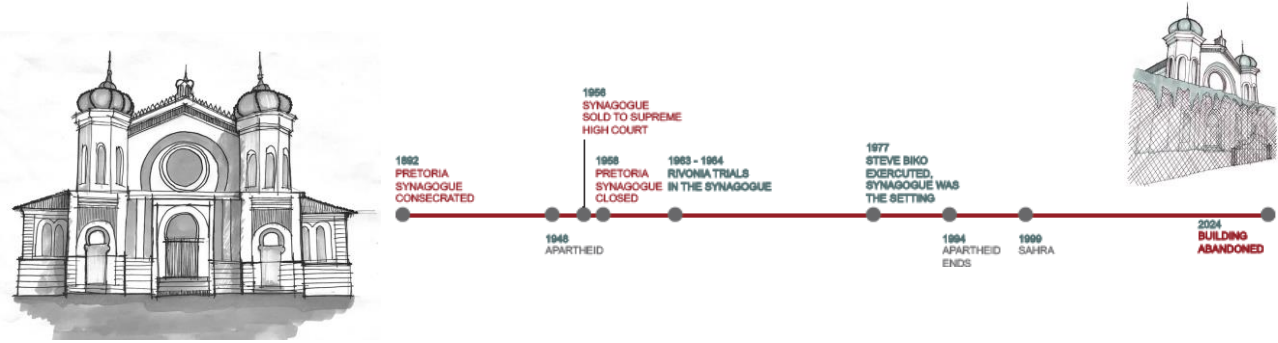 1892
PRETORIA
SYNAGOGUE
CONSECRATED
1948
APARTHEID
1956
SYNAGOGUE
SOLD TO SUPREME
HIGH COURT
1958
PRETORIA
SYNAGOGUE
CLOSED
1963 - 1964
RIVONIA TRIALS
IN THE SYNAGOGUE
1977
STEVE BIKO
EXERCUTED,
SYNAGOGUE WAS
THE SETTING
1994
APARTHEID
ENDS
1999
SAHRA
2024
BUILDING
ABANDONED